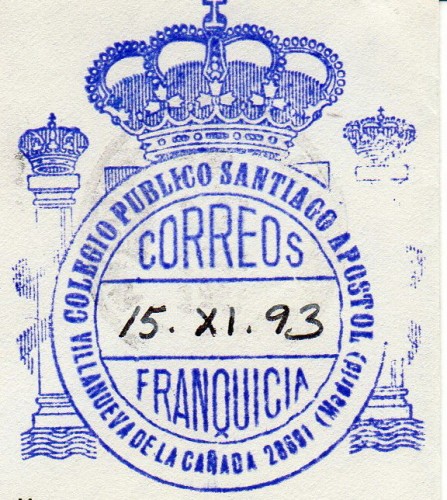 COLEGIO PUBLICO SANTIAGO APOSTOL
CORREOS
15. XI. 93
FRANQUICIA
VILLANUEVA DE LA CAÑADA 28691 (Madrid)